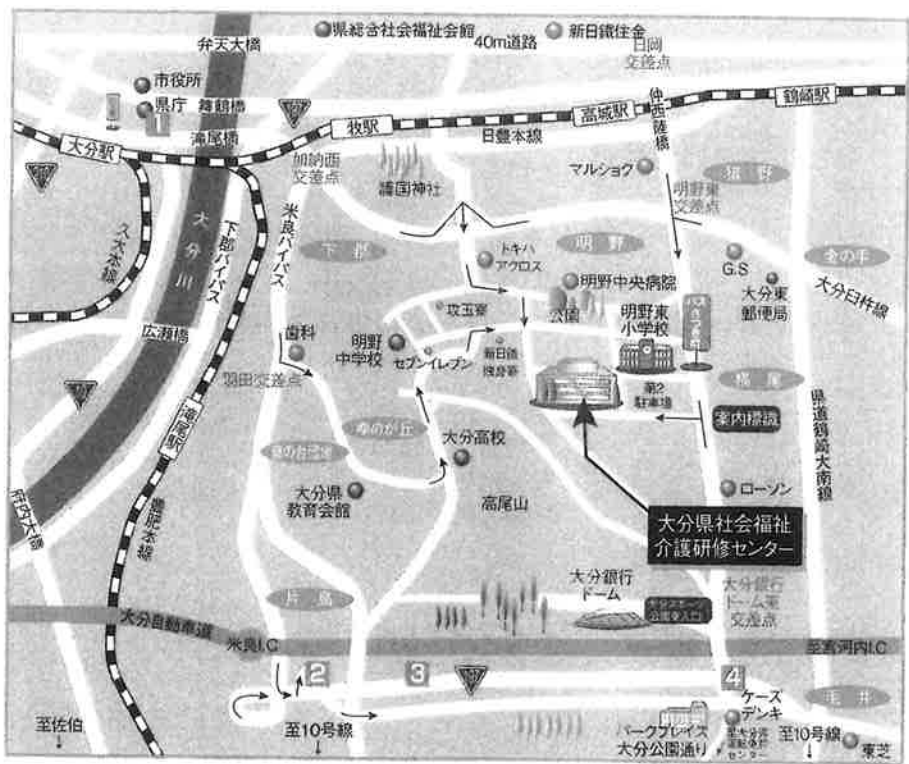 弁天大橋
県総合社会福祉会館
新日鐵住金
40m道路
日岡
交差点
市役所
県庁
舞鶴橋
1
滝尾橋
大分駅
牧駅
日豊本線
高城駅
仲西陸橋
鶴崎駅
加納西
交差点
護国神社
マルショク
猪野
明野東
交差点
久大本線
大分川
下郡バイパス
米良バイパス
下郡
トキハ
アクロス
明野
明野中央病院
G.S
大分東
郵便局
金の手
大分臼杵線
公園
明野東
小学校
攻玉寮
広瀬橋
歯科
羽田交差点
明野
中学校
セブンイレブン
新日鐵
独身寮
第2
駐車場
横尾
案内標識
県道鶴崎大南線
滝尾駅
豊肥本線
大分高校
大分県
教育会館
高尾山
ローソン
大分県社会福祉
介護研修センター
府内大橋
片島
大分銀行
ドーム
大分銀行
ドーム東
交差点
大分自動車道
米良I.C
至宮河内I.C
2
3
4
ケーズ
デンキ
毛井
至佐伯
至10号線
パークプレイス
大分公園通り
至10号線
東芝